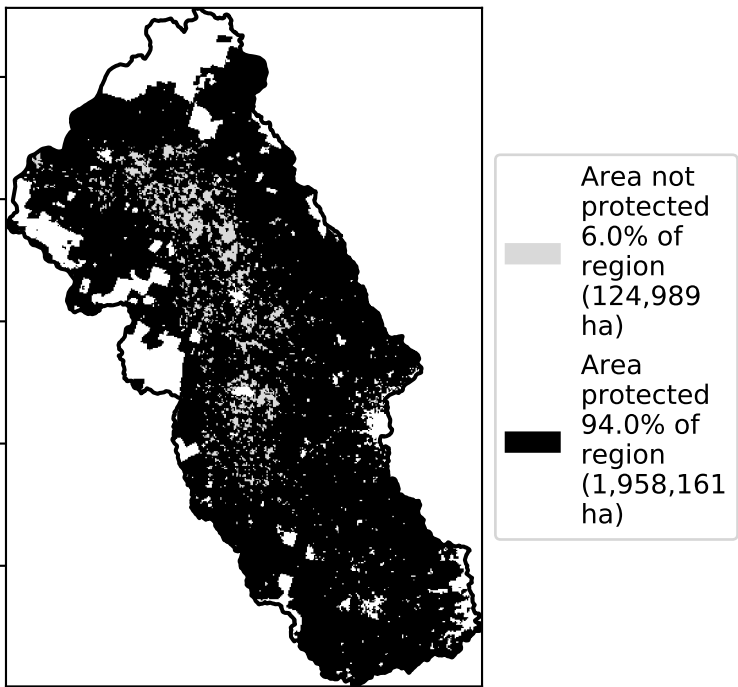 Area not
protected
6.0% of
region
(124,989
ha)
Area
protected
94.0% of
region
(1,958,161
ha)